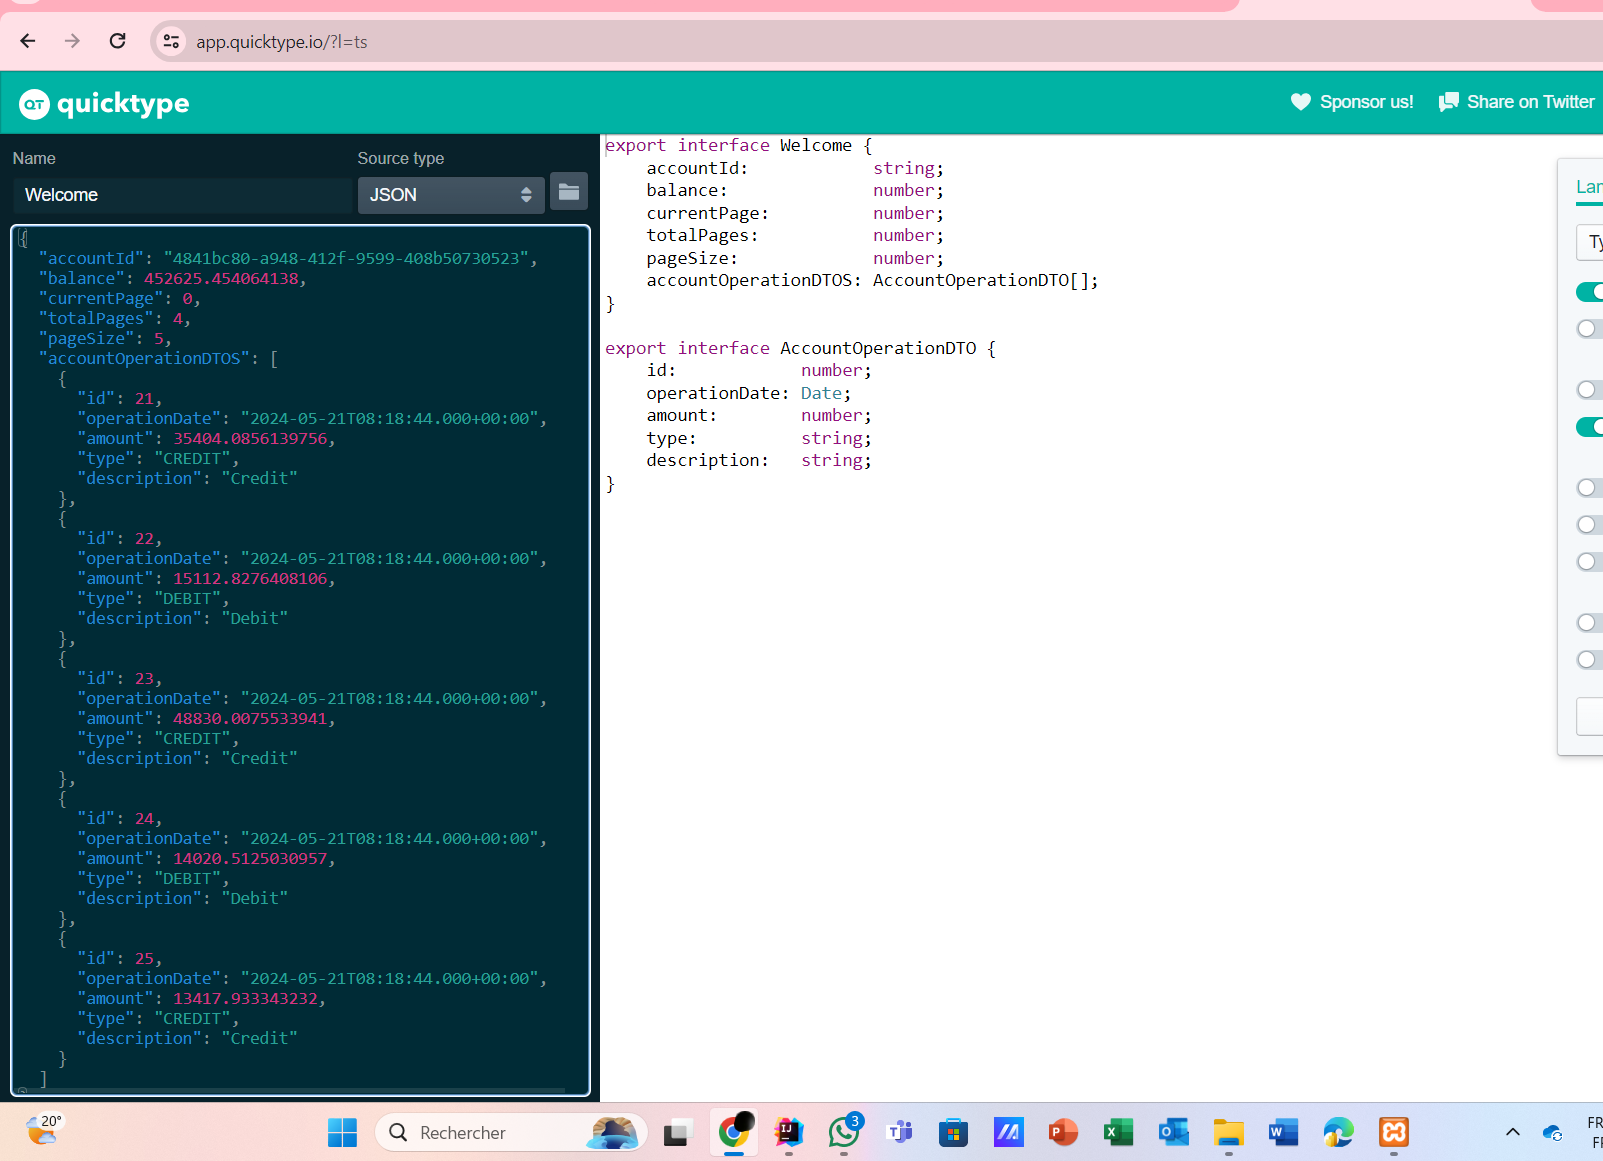 app.quicktype.io/?l=ts
QT quicktype
Sponsor us!
Share on Twitter
Name
Source type
Welcome
JSON
{
"accountId": "4841bc80-a948-412f-9599-408b50730523",
"balance": 452625.454064138,
"currentPage": 0,
"totalPages": 4,
"pageSize": 5,
"accountOperationDTOS": [
{
"id": 21,
"operationDate": "2024-05-21T08:18:44.000+00:00",
"amount": 35404.0856139756,
"type": "CREDIT",
"description": "Credit"
},
{
"id": 22,
"operationDate": "2024-05-21T08:18:44.000+00:00",
"amount": 15112.8276408106,
"type": "DEBIT",
"description": "Debit"
},
{
"id": 23,
"operationDate": "2024-05-21T08:18:44.000+00:00",
"amount": 48830.0075533941,
"type": "CREDIT",
"description": "Credit"
},
{
"id": 24,
"operationDate": "2024-05-21T08:18:44.000+00:00",
"amount": 14020.5125030957,
"type": "DEBIT",
"description": "Debit"
},
{
"id": 25,
"operationDate": "2024-05-21T08:18:44.000+00:00",
"amount": 13417.933343232,
"type": "CREDIT",
"description": "Credit"
}
]
export interface Welcome {
accountId: string;
balance: number;
currentPage: number;
totalPages: number;
pageSize: number;
accountOperationDTOS: AccountOperationDTO[];
}
export interface AccountOperationDTO {
id: number;
operationDate: Date;
amount: number;
type: string;
description: string;
}
Lan
Ty
20°
Rechercher
3
FR
FR